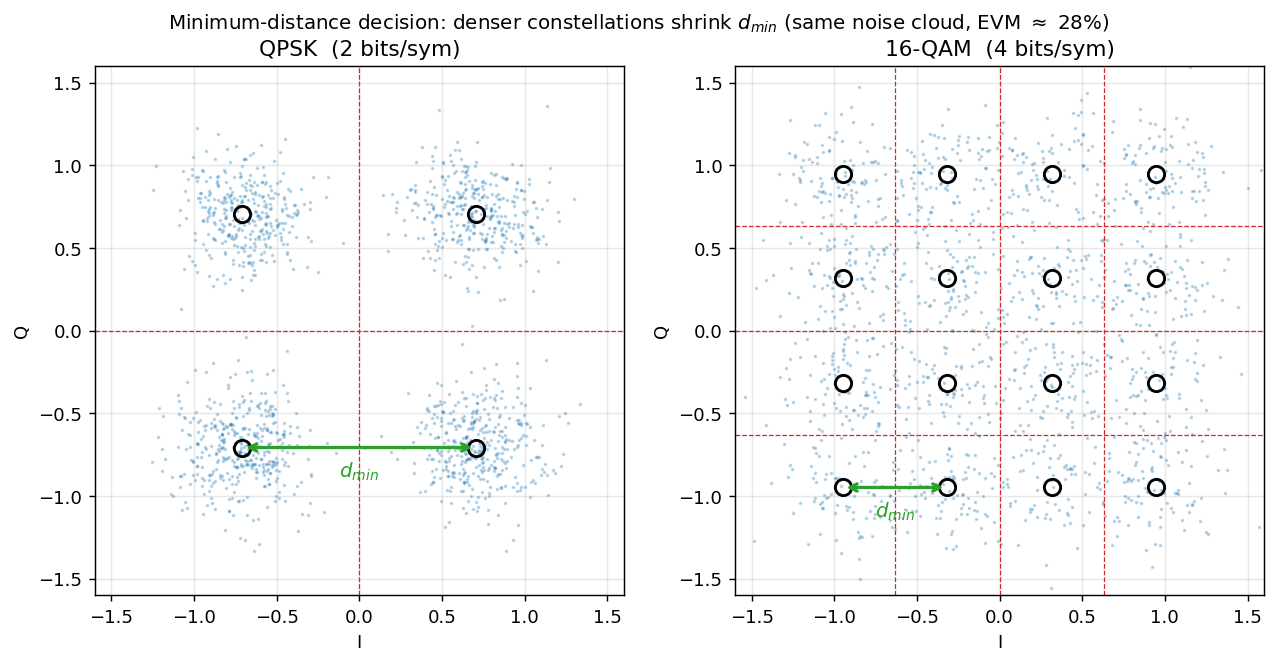 Minimum-distance decision: denser constellations shrink d_min (same noise cloud, EVM ≈ 28%)
QPSK (2 bits/sym)
1.5
1.0
0.5
0.0
−0.5
−1.0
−1.5
Q
d_min
−1.5 −1.0 −0.5 0.0 0.5 1.0 1.5
I
16-QAM (4 bits/sym)
1.5
1.0
0.5
0.0
−0.5
−1.0
−1.5
Q
d_min
−1.5 −1.0 −0.5 0.0 0.5 1.0 1.5
I